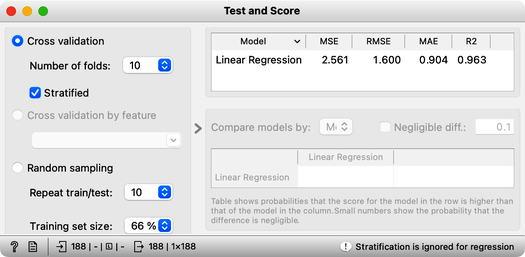 Test and Score
Cross validation
Number of folds: 10
Stratified
Cross validation by feature
Random sampling
Repeat train/test: 10
Training set size: 66 %
Model MSE RMSE MAE R2
Linear Regression 2.561 1.600 0.904 0.963
Compare models by: Negligible diff.: 0.1
Linear Regression
Linear Regression
Table shows probabilities that the score for the model in the row is higher than
that of the model in the column.Small numbers show the probability that the
difference is negligible.
? 188 | - | - 188 | 1×188
Stratification is ignored for regression